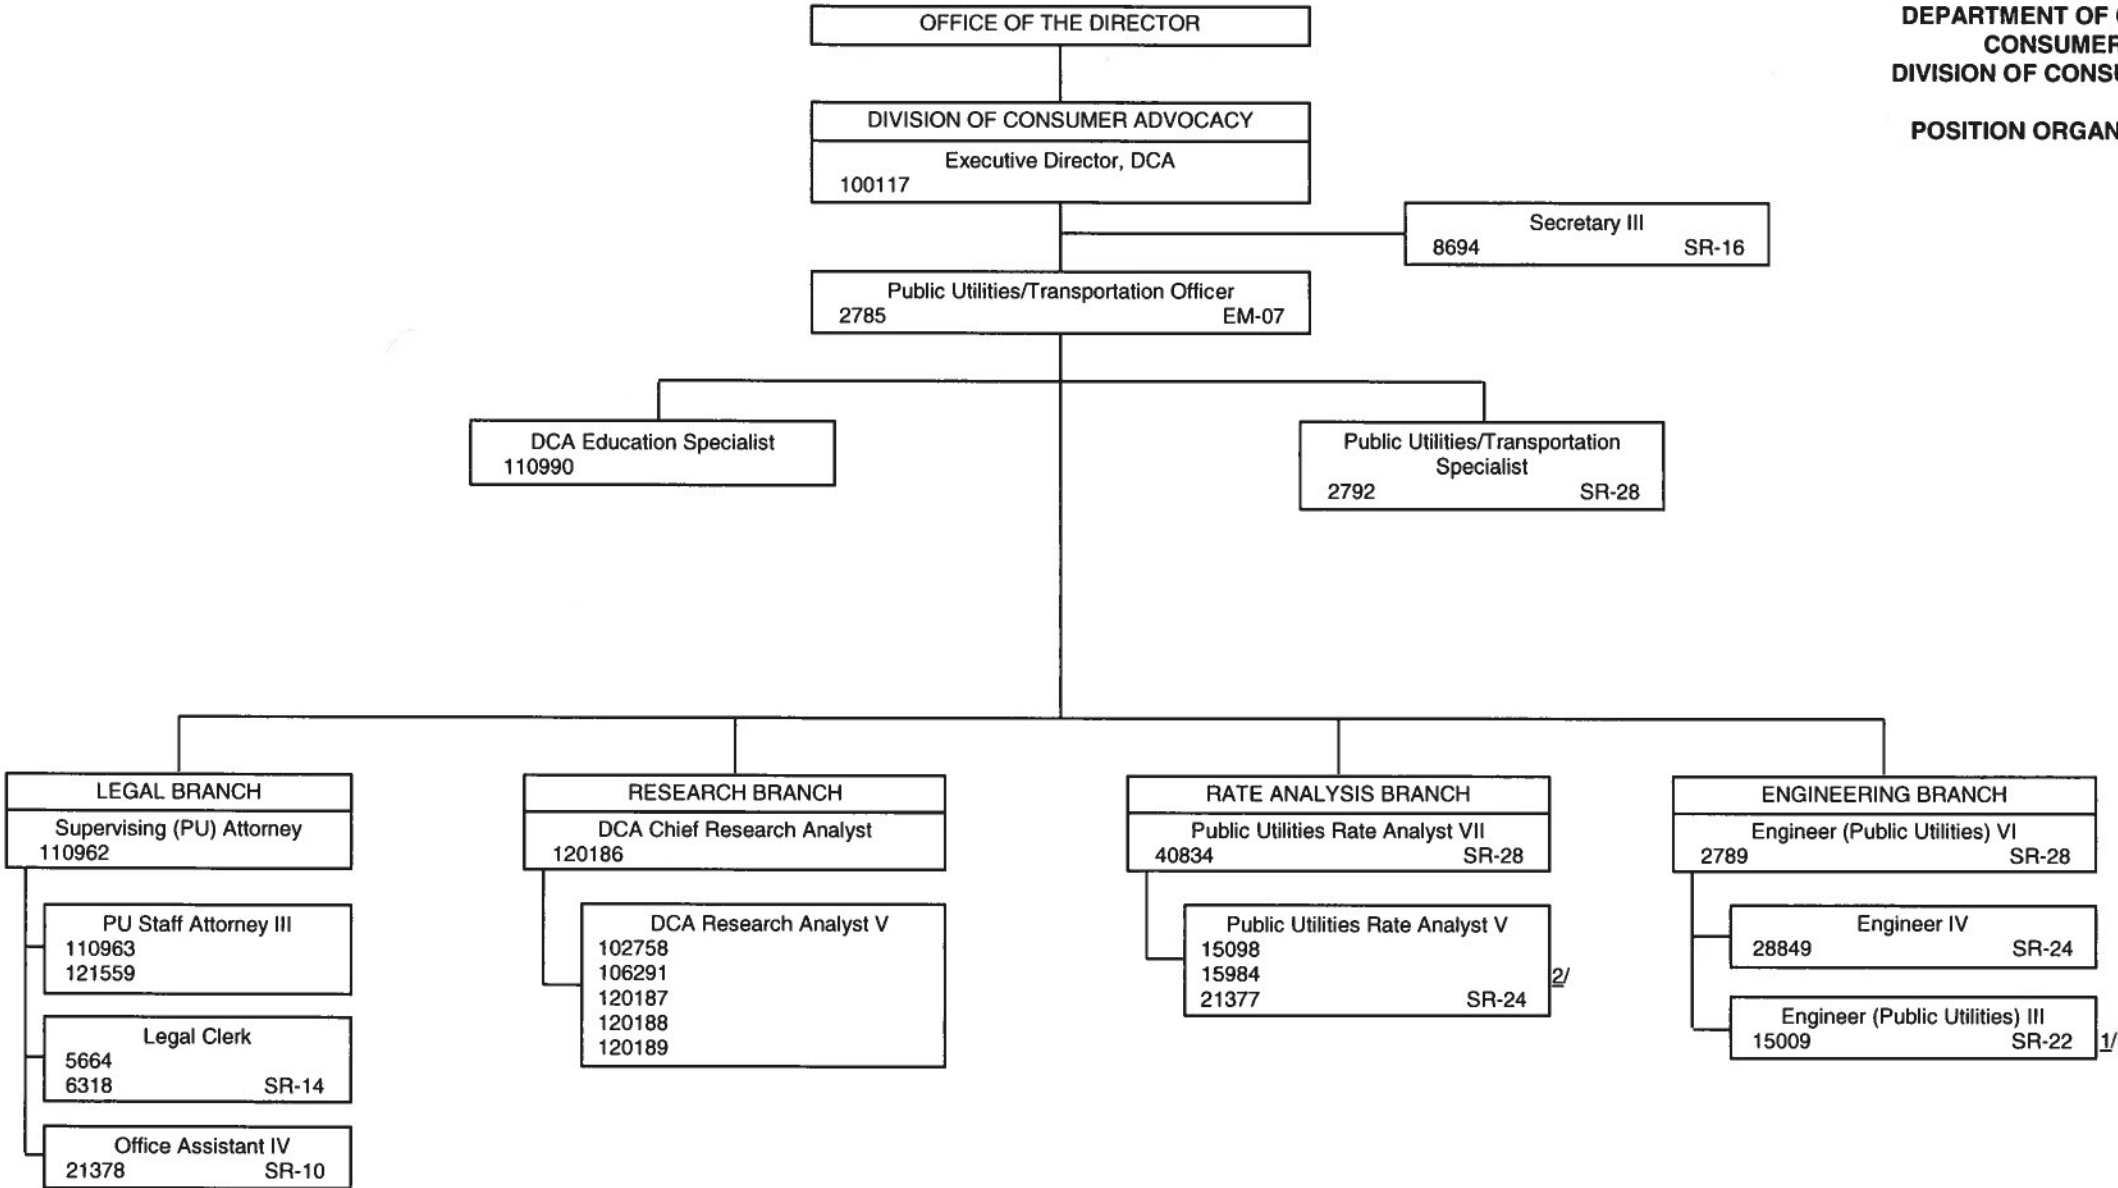 OFFICE OF THE DIRECTOR
DEPARTMENT OF
CONSUMER
DIVISION OF
POSITION
DIVISION OF CONSUMER ADVOCACY
Executive Director, DCA
100117
Secretary III
8694 SR-16
Public Utilities/Transportation Officer
2785 EM-07
DCA Education Specialist
110990
Public Utilities/Transportation
Specialist
2792 SR-28
LEGAL BRANCH
Supervising (PU) Attorney
110962
PU Staff Attorney III
110963
121559
Legal Clerk
5664
6318 SR-14
Office Assistant IV
21378 SR-10
RESEARCH BRANCH
DCA Chief Research Analyst
120186
DCA Research Analyst V
102758
106291
120187
120188
120189
RATE ANALYSIS BRANCH
Public Utilities Rate Analyst VII
40834 SR-28
Public Utilities Rate Analyst V
15098
15984
21377 SR-24
2/
ENGINEERING BRANCH
Engineer (Public Utilities) VI
2789 SR-28
Engineer IV
28849 SR-24
Engineer (Public Utilities) III
15009 SR-22
1/